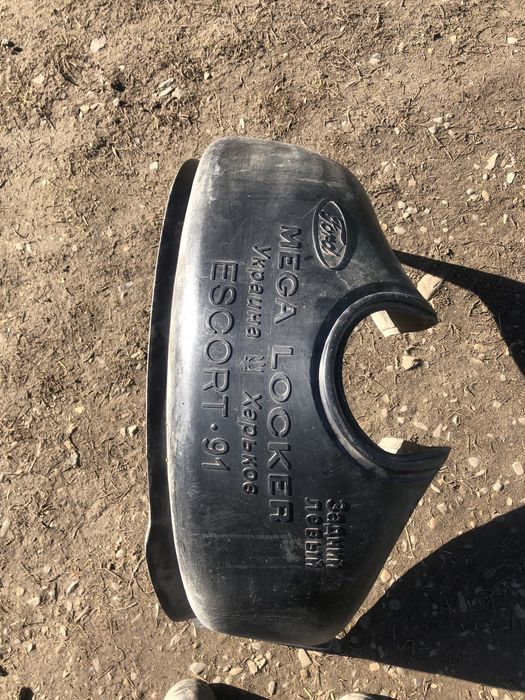 Ford
MEGA LOCKER
Украина М Харьков
ESCORT·91
Задний
левый